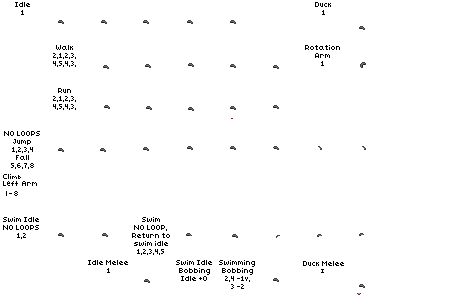 Idle
1
Duck
1
Walk
2,1,2,3,
4,5,4,3,
Rotation
Arm
1
Run
2,1,2,3,
4,5,4,3,
NO LOOPS
Jump
1,2,3,4
Fall
5,6,7,8
Climb
Left Arm
1-8
Swim Idle
NO LOOPS
1,2
Swim
NO LOOP,
Return to
swim idle
1,2,3,4,5
Idle Melee
1
Swim Idle
Bobbing
Idle +0
Swimming
Bobbing
2,4 -1v,
3 -2
Duck Melee
1